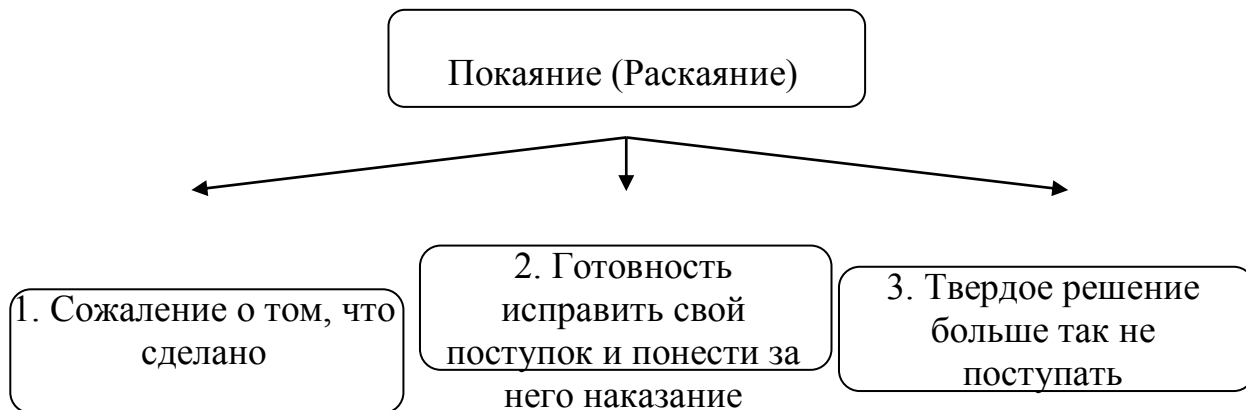 Покаяние (Раскаяние)
1. Сожаление о том, что
сделано
2. Готовность
исправить свой
поступок и понести за
него наказание
3. Твердое решение
больше так не
поступать